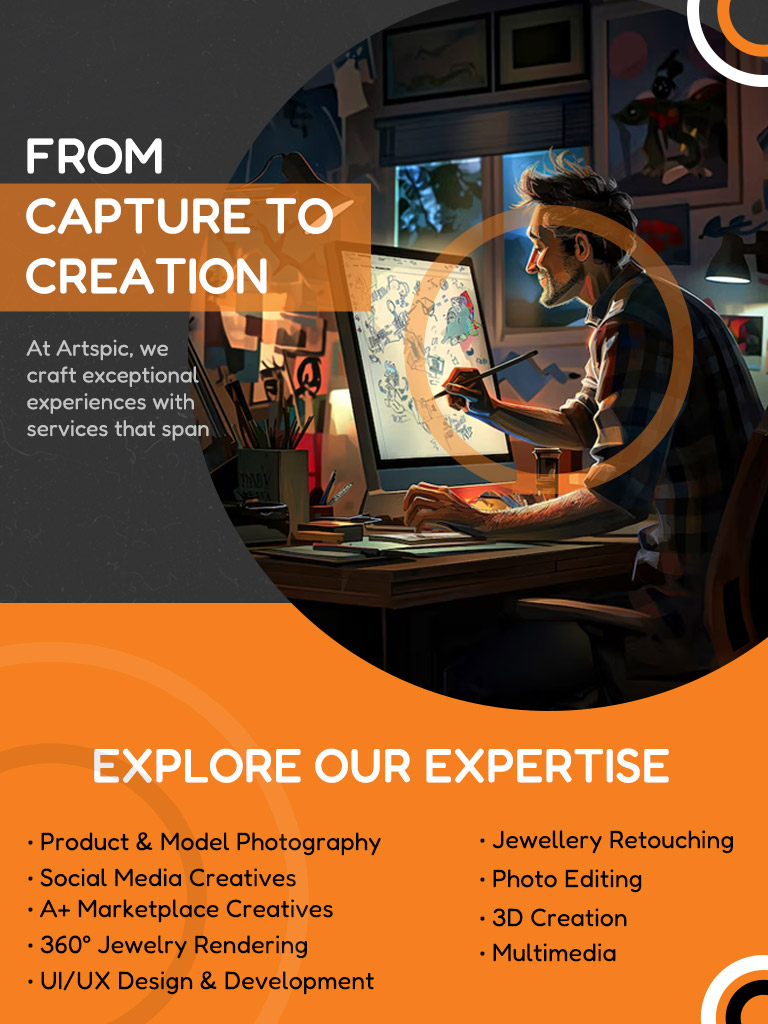 FROM
CAPTURE TO
CREATION
At Artspic, we
craft exceptional
experiences with
services that span
EXPLORE OUR EXPERTISE
• Product & Model Photography
• Social Media Creatives
• A+ Marketplace Creatives
• 360° Jewelry Rendering
• UI/UX Design & Development
• Jewellery Retouching
• Photo Editing
• 3D Creation
• Multimedia